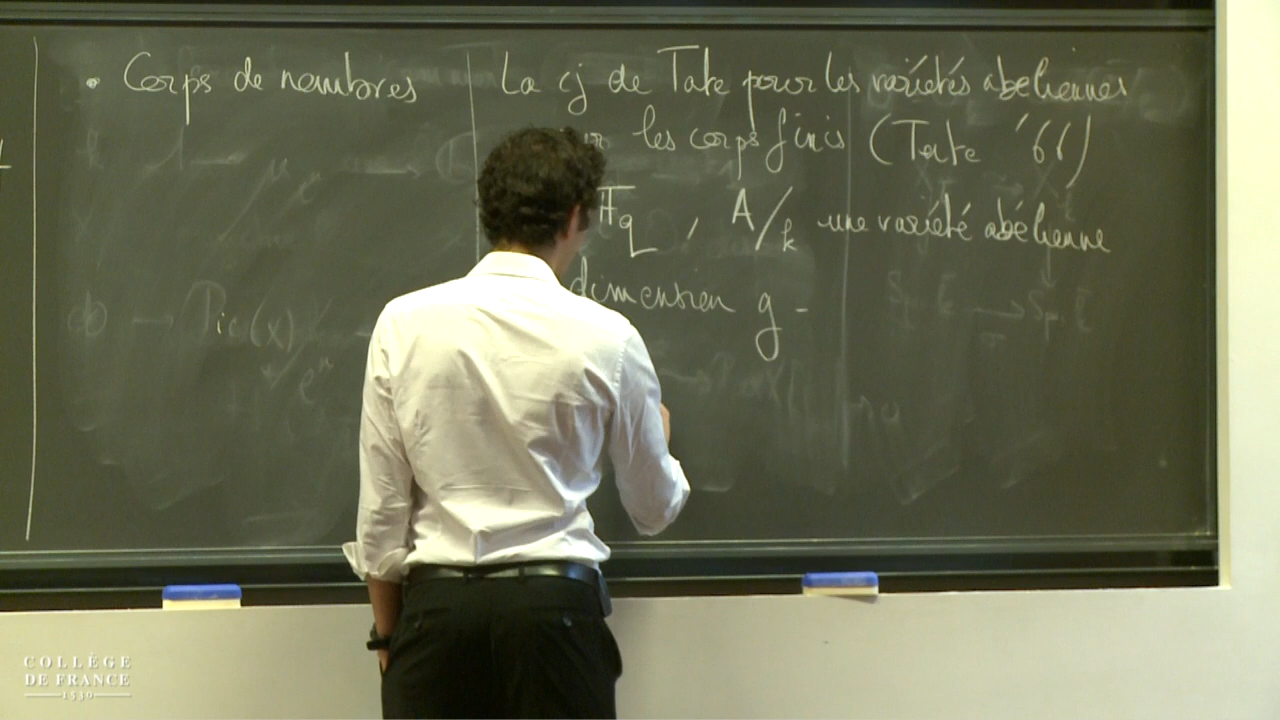 • Corps de nombres
La cj de Tate pour les variétés abéliennes
les corps finis (Tate '66)
𝔽q , A/k une variété abélienne
dimension g -
Pic(x)
COLLÈGE
DE FRANCE
1530